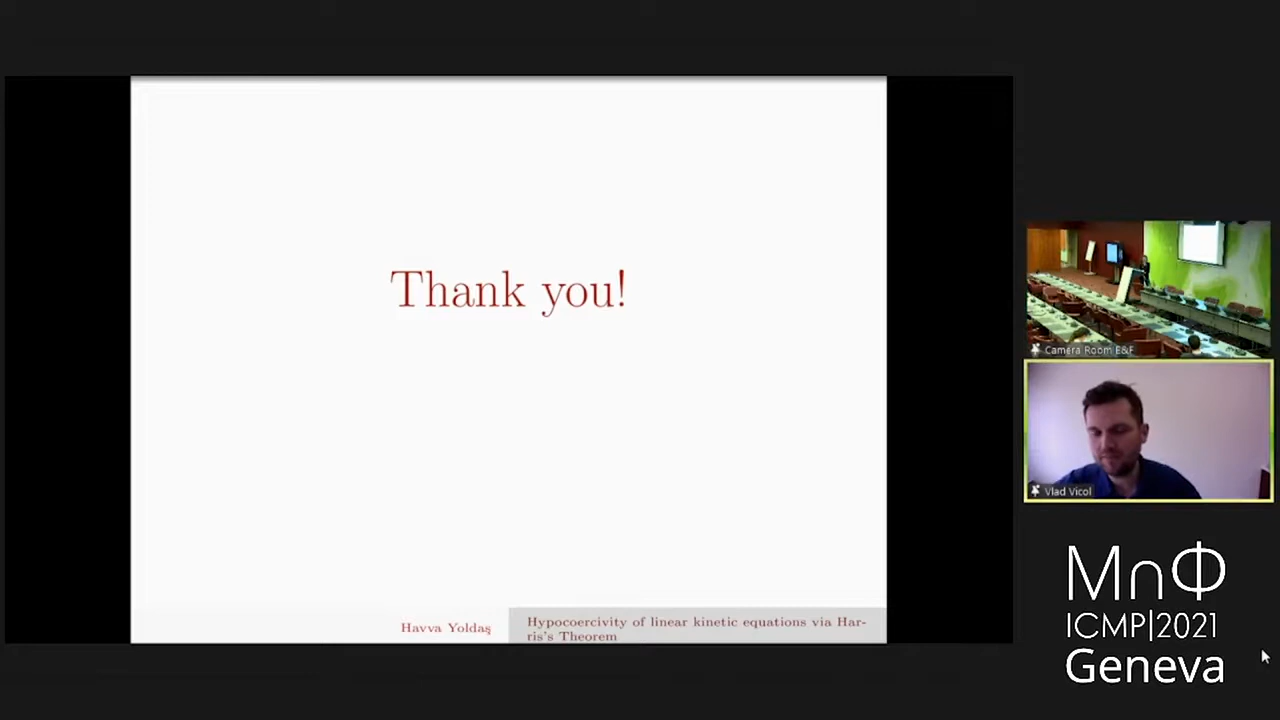 Thank you!
Havva Yoldaş
Hypocoercivity of linear kinetic equations via Har-
ris's Theorem
Camera Room E&F
Vlad Vicol
M∩Φ
ICMP|2021
Geneva